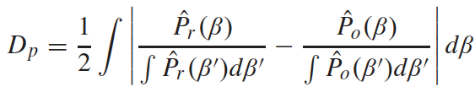 $D_p = \frac{1}{2} \int \left| \frac{\hat{P}_r(\beta)}{\int \hat{P}_r(\beta')d\beta'} - \frac{\hat{P}_o(\beta)}{\int \hat{P}_o(\beta')d\beta'} \right| d\beta$